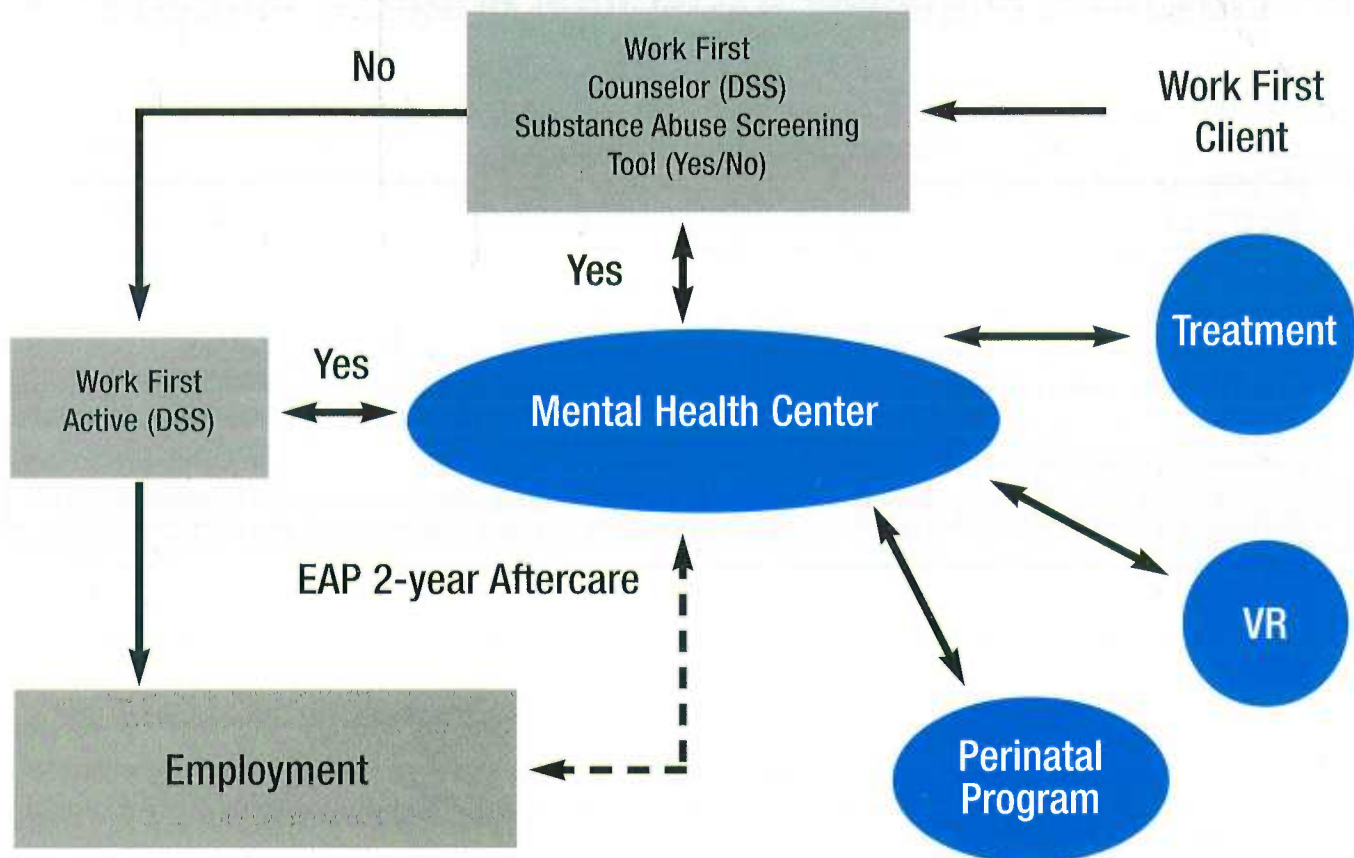 No
Work First
Counselor (DSS)
Substance Abuse Screening
Tool (Yes/No)
Work First
Client
Yes
Treatment
Work First
Active (DSS)
Yes
Mental Health Center
EAP 2-year Aftercare
VR
Employment
Perinatal
Program